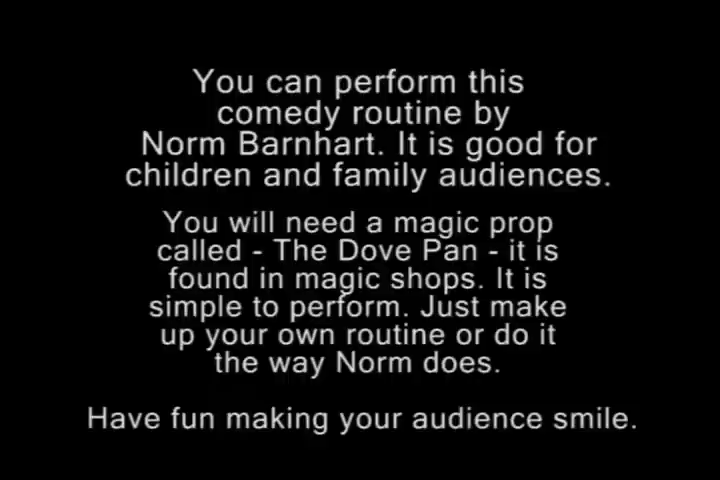 You can perform this
comedy routine by
Norm Barnhart. It is good for
children and family audiences.
You will need a magic prop
called - The Dove Pan - it is
found in magic shops. It is
simple to perform. Just make
up your own routine or do it
the way Norm does.
Have fun making your audience smile.